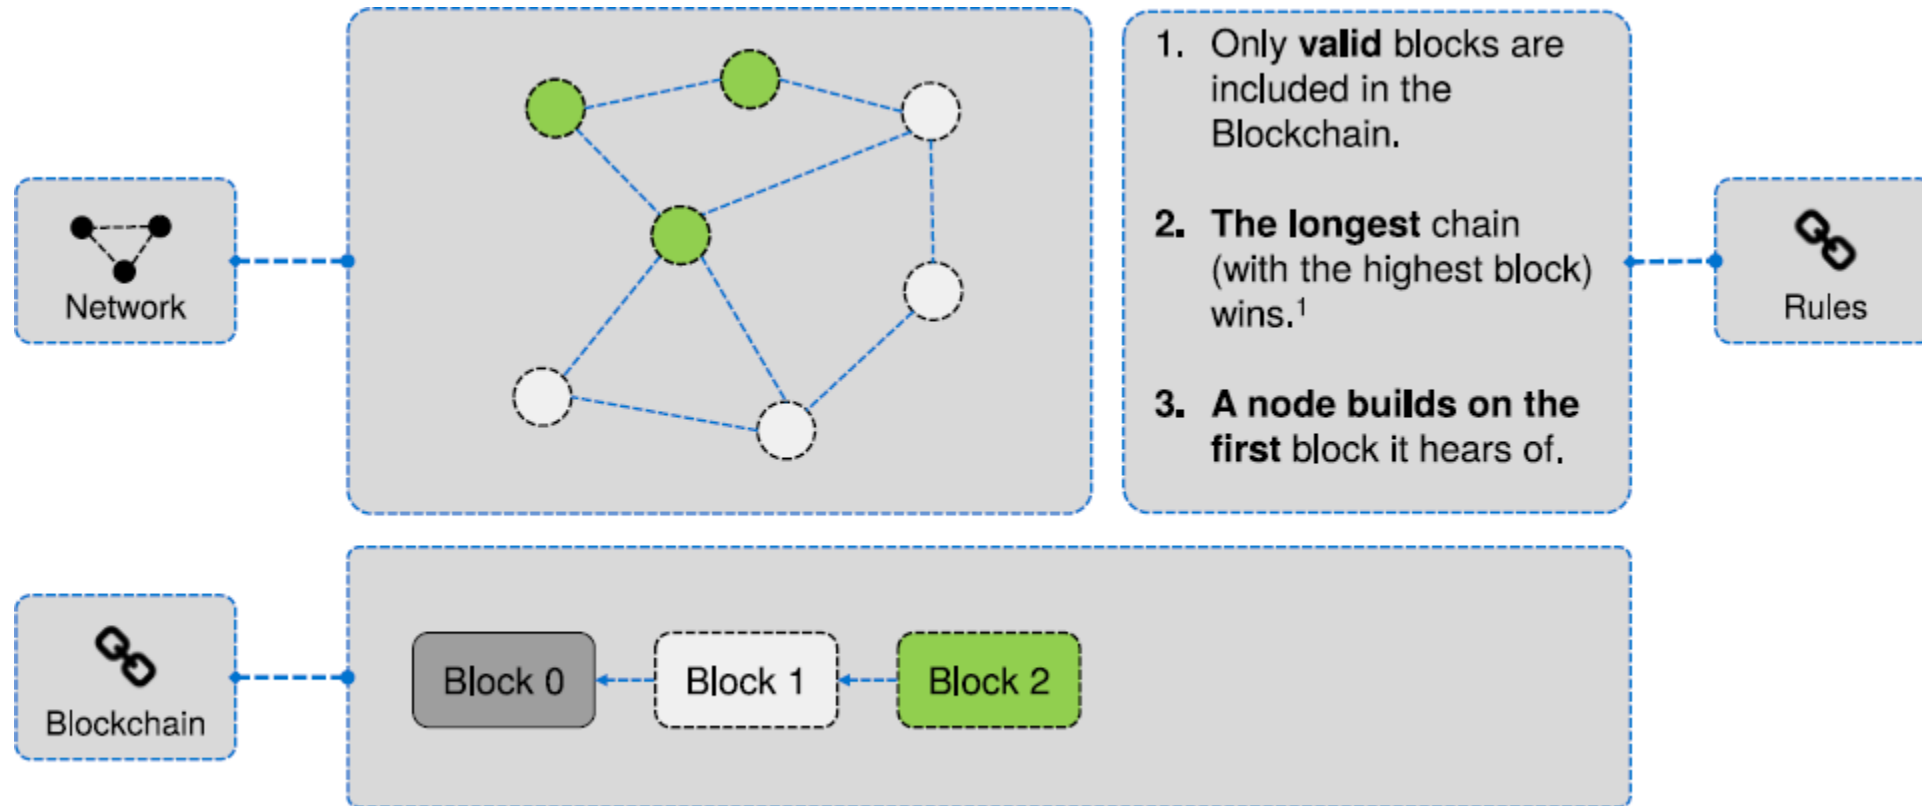 Network
1. Only valid blocks are
included in the
Blockchain.
2. The longest chain
(with the highest block)
wins.¹
3. A node builds on the
first block it hears of.
Rules
Blockchain
Block 0
Block 1
Block 2